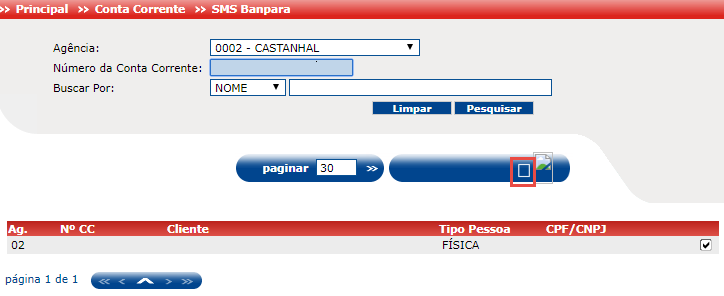 >> Principal >> Conta Corrente >> SMS Banpara
Agência: 0002 - CASTANHAL
Número da Conta Corrente:
Buscar Por: NOME
Limpar Pesquisar
paginar 30 >>
Ag. Nº CC Cliente Tipo Pessoa CPF/CNPJ
02 FÍSICA
página 1 de 1 << < > >>